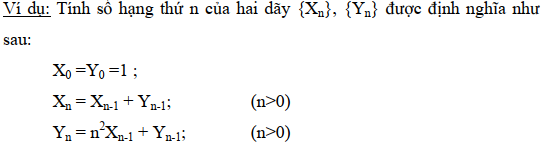 Ví dụ: Tính số hạng thứ n của hai dãy {Xn}, {Yn} được định nghĩa như
sau:
X0 =Y0 =1 ;
Xn = Xn-1 + Yn-1; (n>0)
Yn = n²Xn-1 + Yn-1; (n>0)